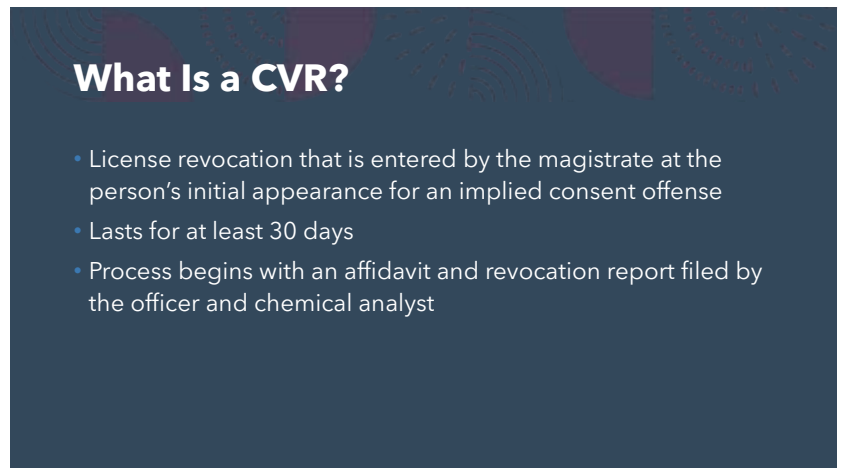 What Is a CVR?
• License revocation that is entered by the magistrate at the
person’s initial appearance for an implied consent offense
• Lasts for at least 30 days
• Process begins with an affidavit and revocation report filed by
the officer and chemical analyst